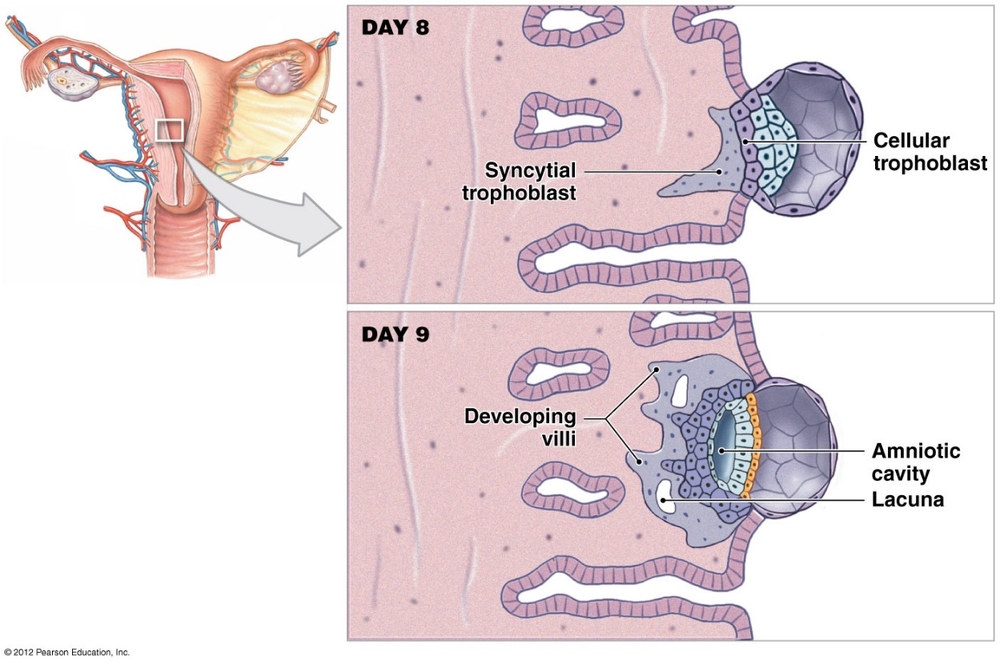 DAY 8
Cellular
trophoblast
Syncytial
trophoblast
DAY 9
Developing
villi
Amniotic
cavity
Lacuna
© 2012 Pearson Education, Inc.